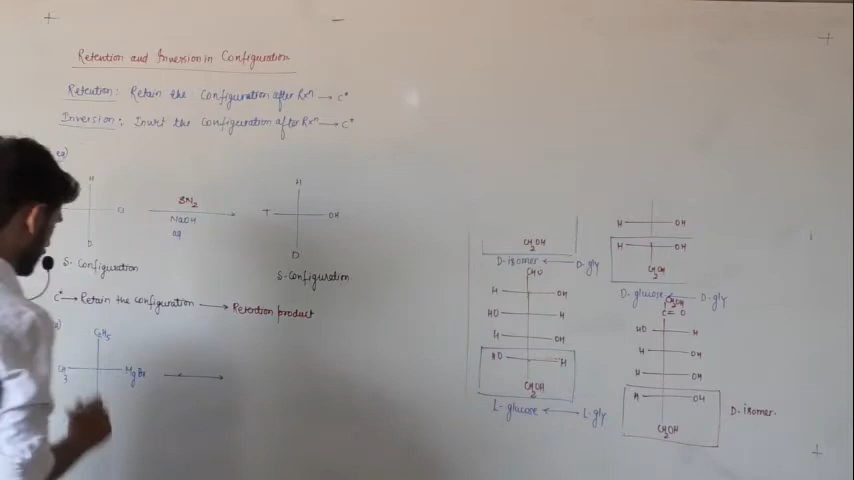 Retention and Inversion in Configuration
Retention: Retain the Configuration after Rxⁿ → C*
Inversion: Invert the Configuration after Rxⁿ → C*
eg)
H
SN₂
NaOH
aq
D
S-Configuration
H
T OH
D
S-Configuration
C* → Retain the configuration → Retention product
C₂H₅
CH₃ MgBr
CH₂OH
D-isomer ← D-gly
CHO
H OH
HO H
H OH
HO H
CH₂OH
L-glucose ← L-gly
H OH
H OH
CH₂OH
D-glucose ← D-gly
CH₂OH
C=O
HO H
H OH
H OH
H OH
CH₂OH
D-isomer.